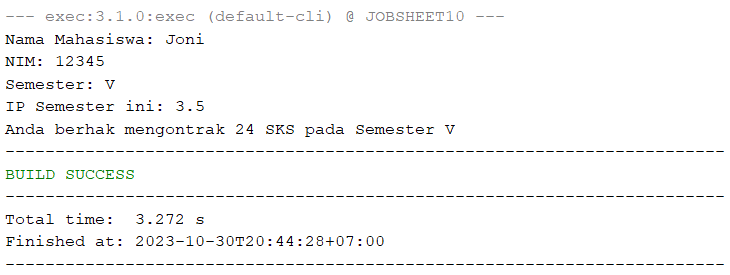 --- exec:3.1.0:exec (default-cli) @ JOBSHEET10 ---
Nama Mahasiswa: Joni
NIM: 12345
Semester: V
IP Semester ini: 3.5
Anda berhak mengontrak 24 SKS pada Semester V
------------------------------------------------------------------------
BUILD SUCCESS
------------------------------------------------------------------------
Total time:  3.272 s
Finished at: 2023-10-30T20:44:28+07:00
------------------------------------------------------------------------